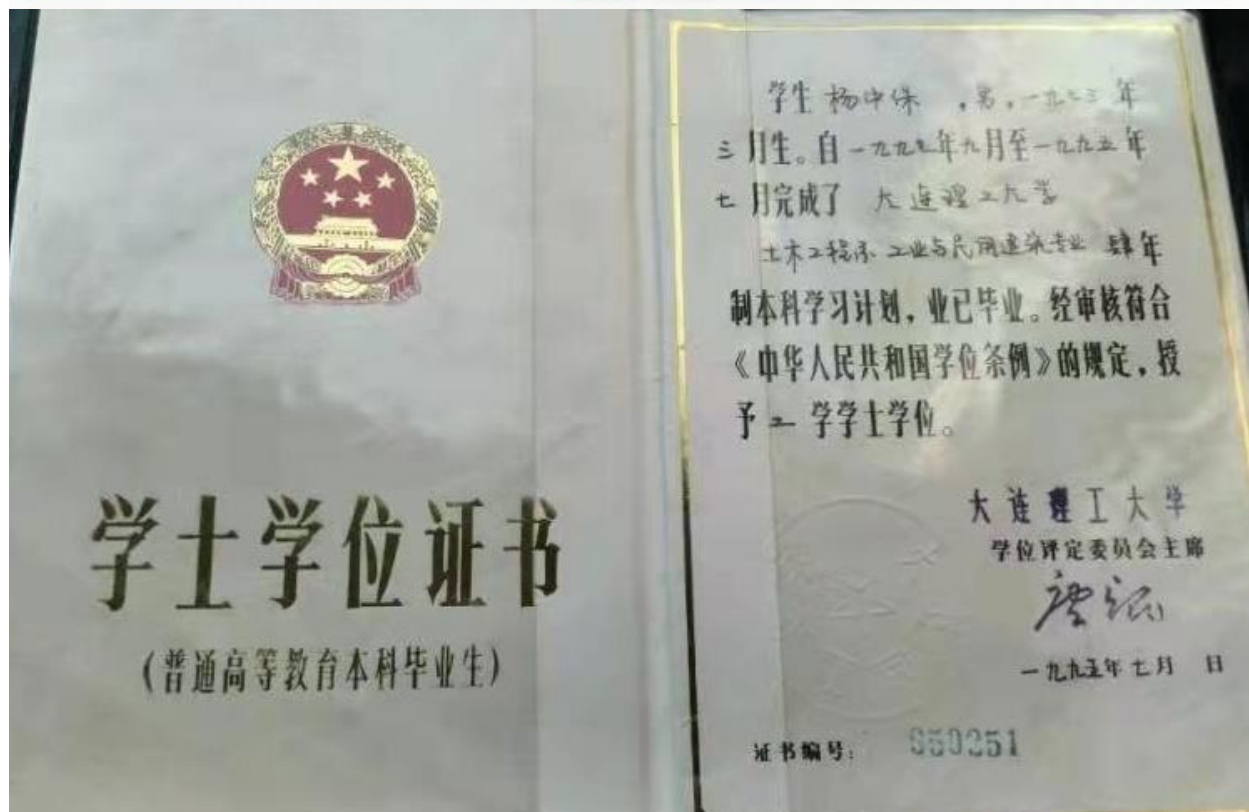 学士学位证书
(普通高等教育本科毕业生)
学生 杨中保 ,男,一九七三年
三月生。自一九九一年九月至一九九五年
七月完成了 大连理工大学
土木工程系 工业与民用建筑专业 肆年
制本科学习计划,业已毕业。经审核符合
《中华人民共和国学位条例》的规定,授
予 工 学学士学位。
大连理工大学
学位评定委员会主席
一九九五年七月 日
证书编号: 950251